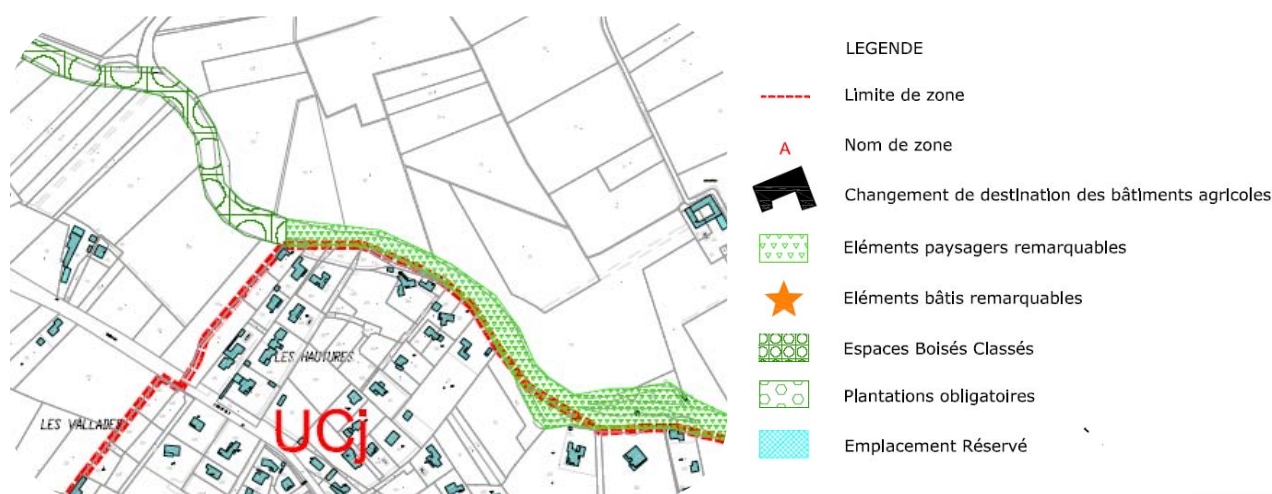 LES HAUTURES
LES VALLADES
UCj
LEGENDE
Limite de zone
A
Nom de zone
Changement de destination des bâtiments agricoles
Eléments paysagers remarquables
Eléments bâtis remarquables
Espaces Boisés Classés
Plantations obligatoires
Emplacement Réservé